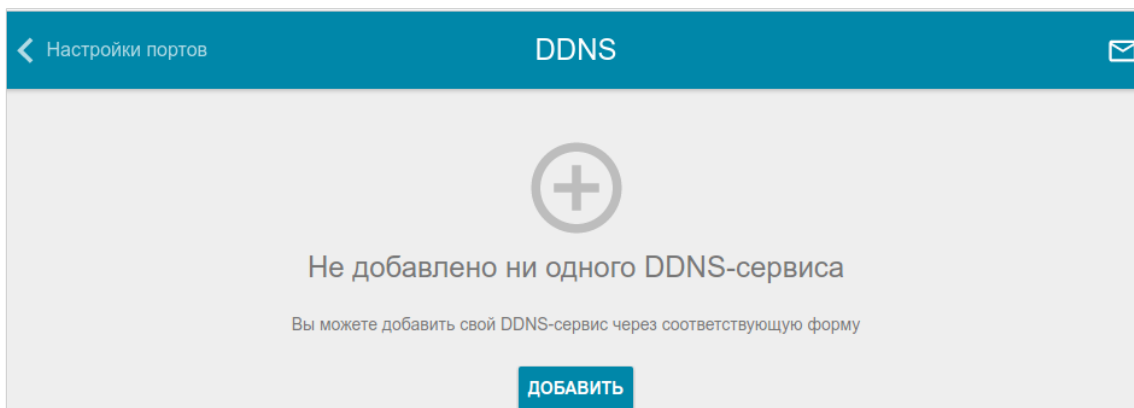 Настройки портов
DDNS
Не добавлено ни одного DDNS-сервиса
Вы можете добавить свой DDNS-сервис через соответствующую форму
ДОБАВИТЬ